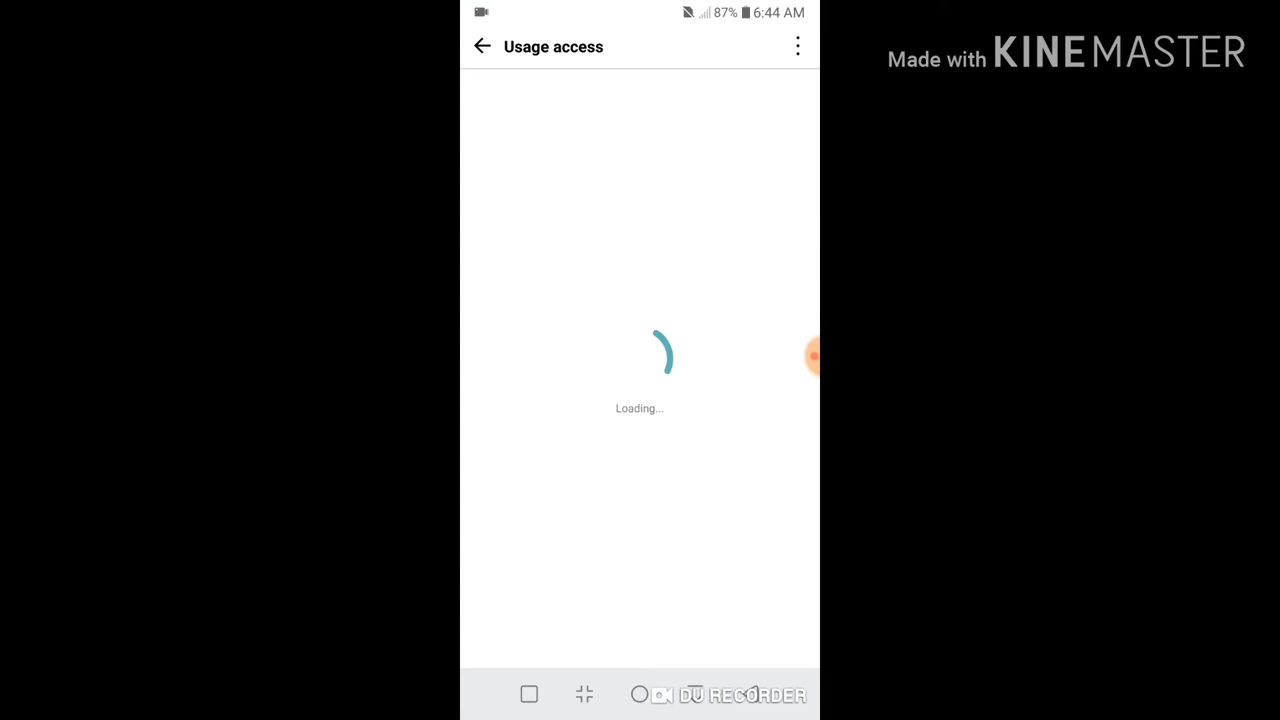 87% 6:44 AM
Usage access
Made with KINEMASTER
Loading...
DU RECORDER